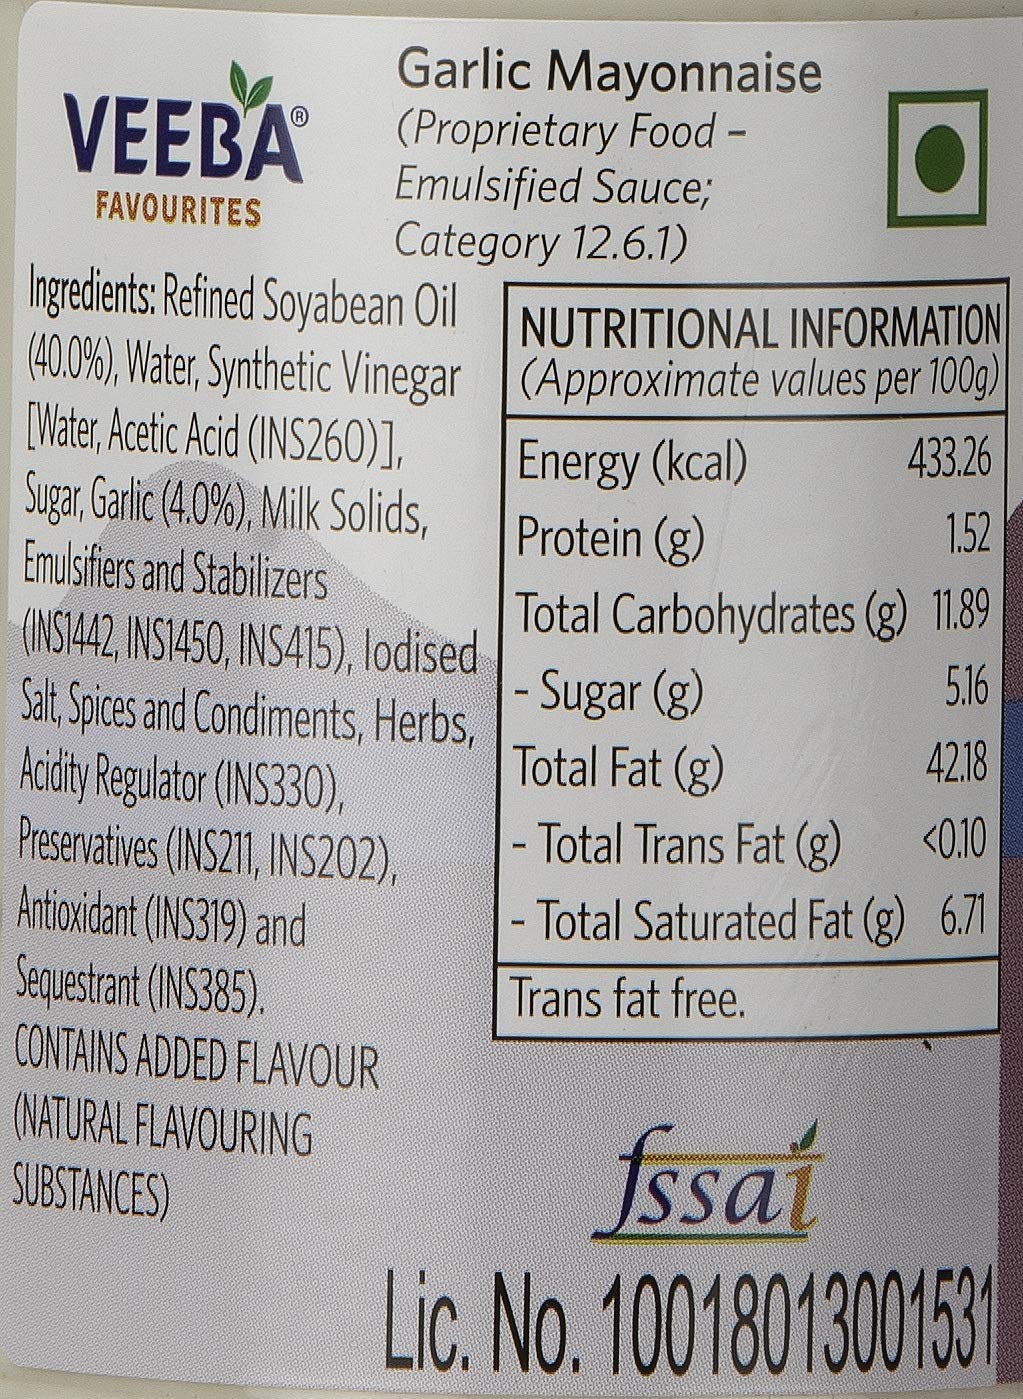 VEEBA®
FAVOURITES
Garlic Mayonnaise
(Proprietary Food –
Emulsified Sauce;
Category 12.6.1)
Ingredients: Refined Soyabean Oil
(40.0%), Water, Synthetic Vinegar
[Water, Acetic Acid (INS260)],
Sugar, Garlic (4.0%), Milk Solids,
Emulsifiers and Stabilizers
(INS1442, INS1450, INS415), Iodised
Salt, Spices and Condiments, Herbs,
Acidity Regulator (INS330),
Preservatives (INS211, INS202),
Antioxidant (INS319) and
Sequestrant (INS385).
CONTAINS ADDED FLAVOUR
(NATURAL FLAVOURING
SUBSTANCES)
NUTRITIONAL INFORMATION
(Approximate values per 100g)
Energy (kcal) 433.26
Protein (g) 1.52
Total Carbohydrates (g) 11.89
- Sugar (g) 5.16
Total Fat (g) 42.18
- Total Trans Fat (g) <0.10
- Total Saturated Fat (g) 6.71
Trans fat free.
fssai
Lic. No. 10018013001531